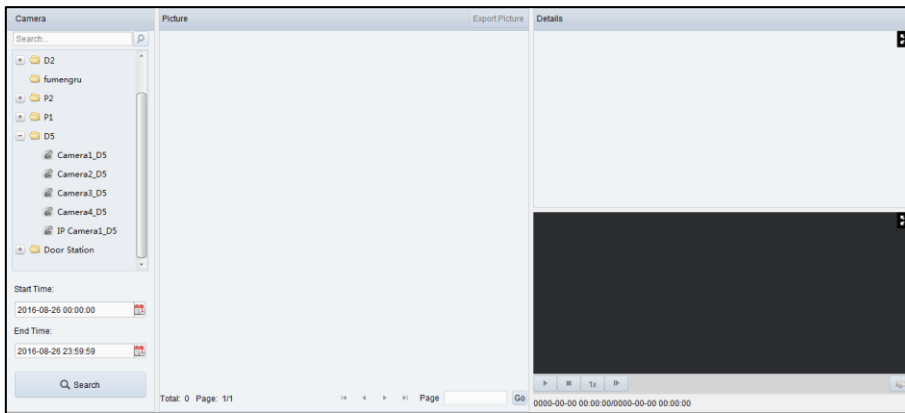 Camera
Search...
D2
fumengru
P2
P1
D5
Camera1_D5
Camera2_D5
Camera3_D5
Camera4_D5
IP Camera1_D5
Door Station
Start Time:
2016-08-26 00:00:00
End Time:
2016-08-26 23:59:59
Search
Picture Export Picture
Total: 0 Page: 1/1 Page Go
Details
1x
0000-00-00 00:00:00/0000-00-00 00:00:00